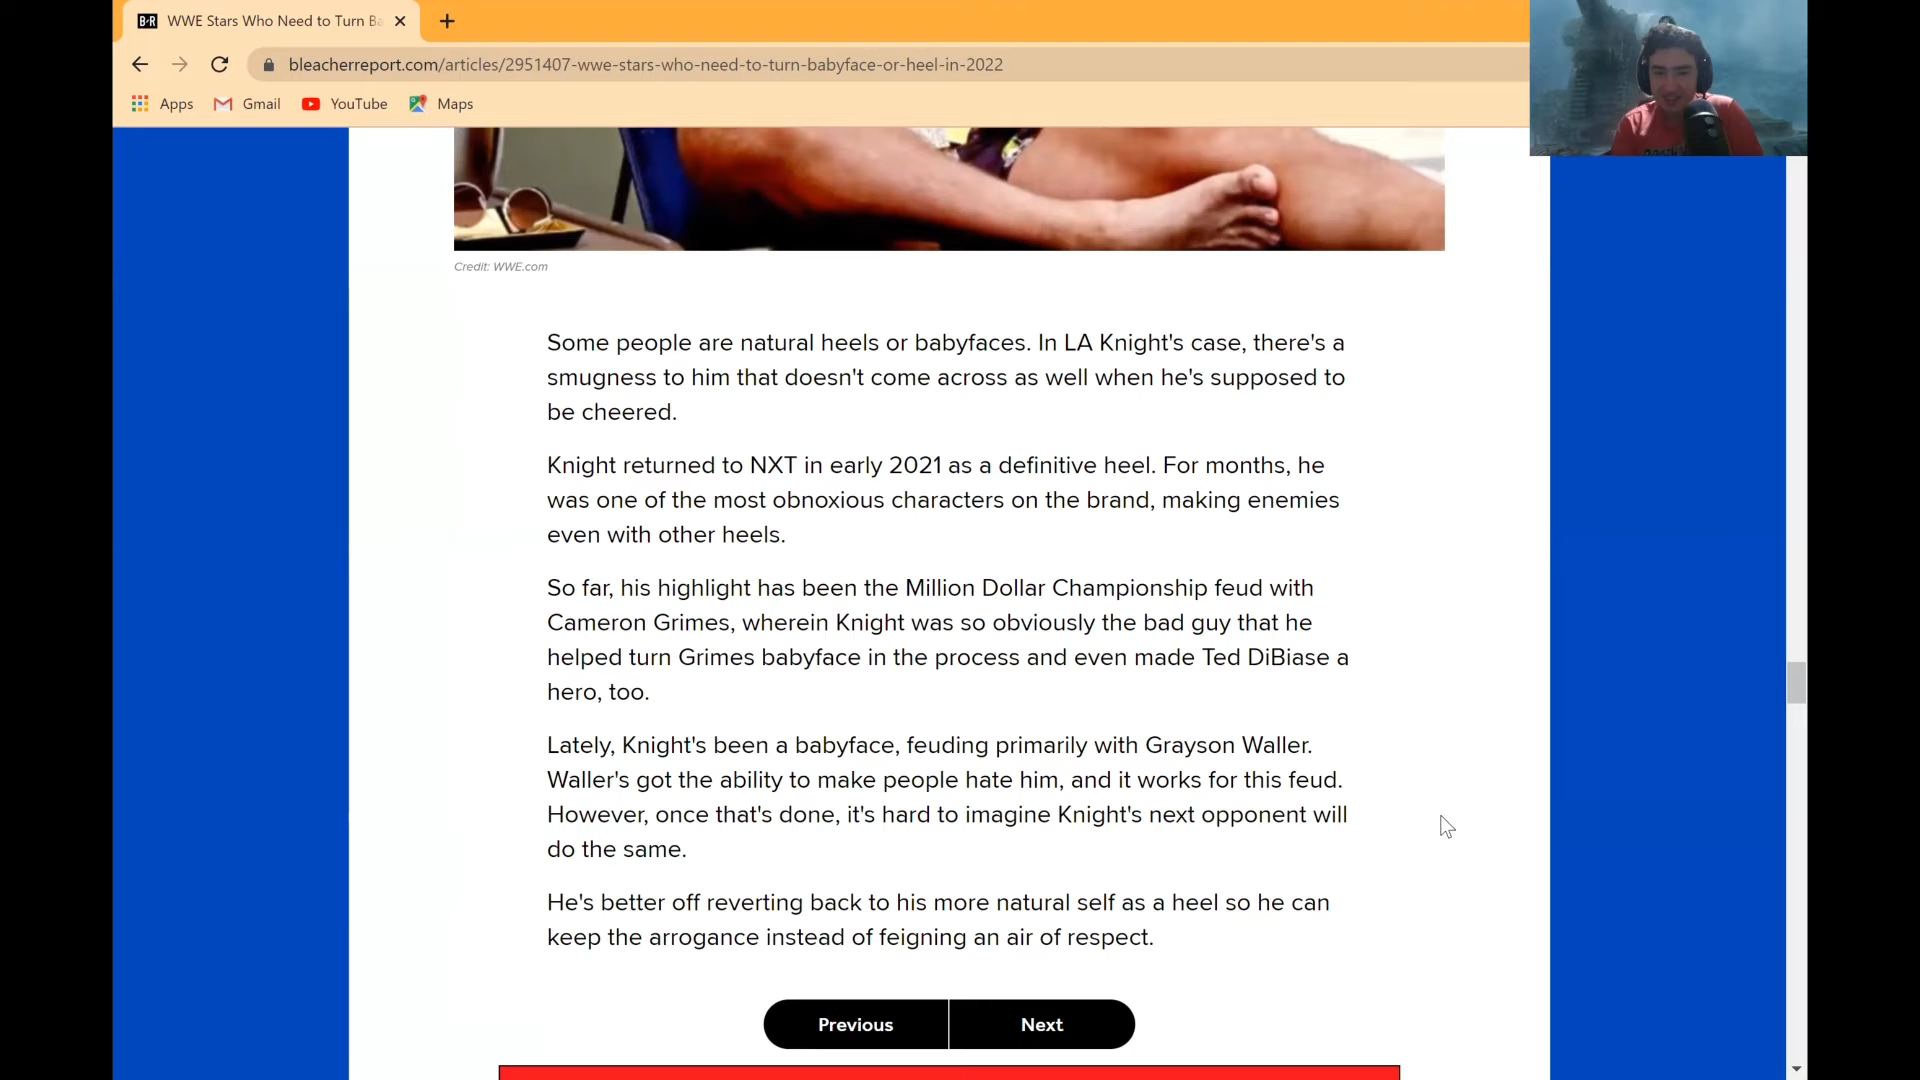 B/R WWE Stars Who Need to Turn Ba
bleacherreport.com/articles/2951407-wwe-stars-who-need-to-turn-babyface-or-heel-in-2022
Apps Gmail YouTube Maps
Credit: WWE.com
Some people are natural heels or babyfaces. In LA Knight's case, there's a
smugness to him that doesn't come across as well when he's supposed to
be cheered.
Knight returned to NXT in early 2021 as a definitive heel. For months, he
was one of the most obnoxious characters on the brand, making enemies
even with other heels.
So far, his highlight has been the Million Dollar Championship feud with
Cameron Grimes, wherein Knight was so obviously the bad guy that he
helped turn Grimes babyface in the process and even made Ted DiBiase a
hero, too.
Lately, Knight's been a babyface, feuding primarily with Grayson Waller.
Waller's got the ability to make people hate him, and it works for this feud.
However, once that's done, it's hard to imagine Knight's next opponent will
do the same.
He's better off reverting back to his more natural self as a heel so he can
keep the arrogance instead of feigning an air of respect.
Previous Next